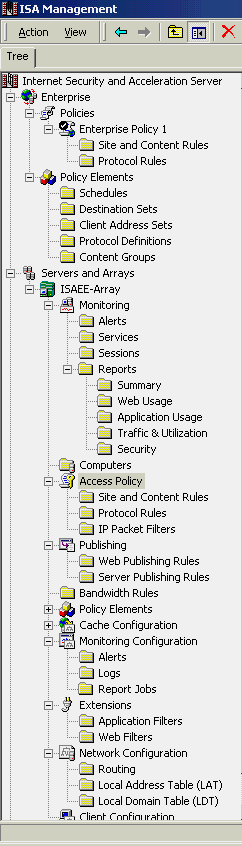 ISA Management
Action View
Tree
Internet Security and Acceleration Server
Enterprise
Policies
Enterprise Policy 1
Site and Content Rules
Protocol Rules
Policy Elements
Schedules
Destination Sets
Client Address Sets
Protocol Definitions
Content Groups
Servers and Arrays
ISAEE-Array
Monitoring
Alerts
Services
Sessions
Reports
Summary
Web Usage
Application Usage
Traffic & Utilization
Security
Computers
Access Policy
Site and Content Rules
Protocol Rules
IP Packet Filters
Publishing
Web Publishing Rules
Server Publishing Rules
Bandwidth Rules
Policy Elements
Cache Configuration
Monitoring Configuration
Alerts
Logs
Report Jobs
Extensions
Application Filters
Web Filters
Network Configuration
Routing
Local Address Table (LAT)
Local Domain Table (LDT)
Client Configuration